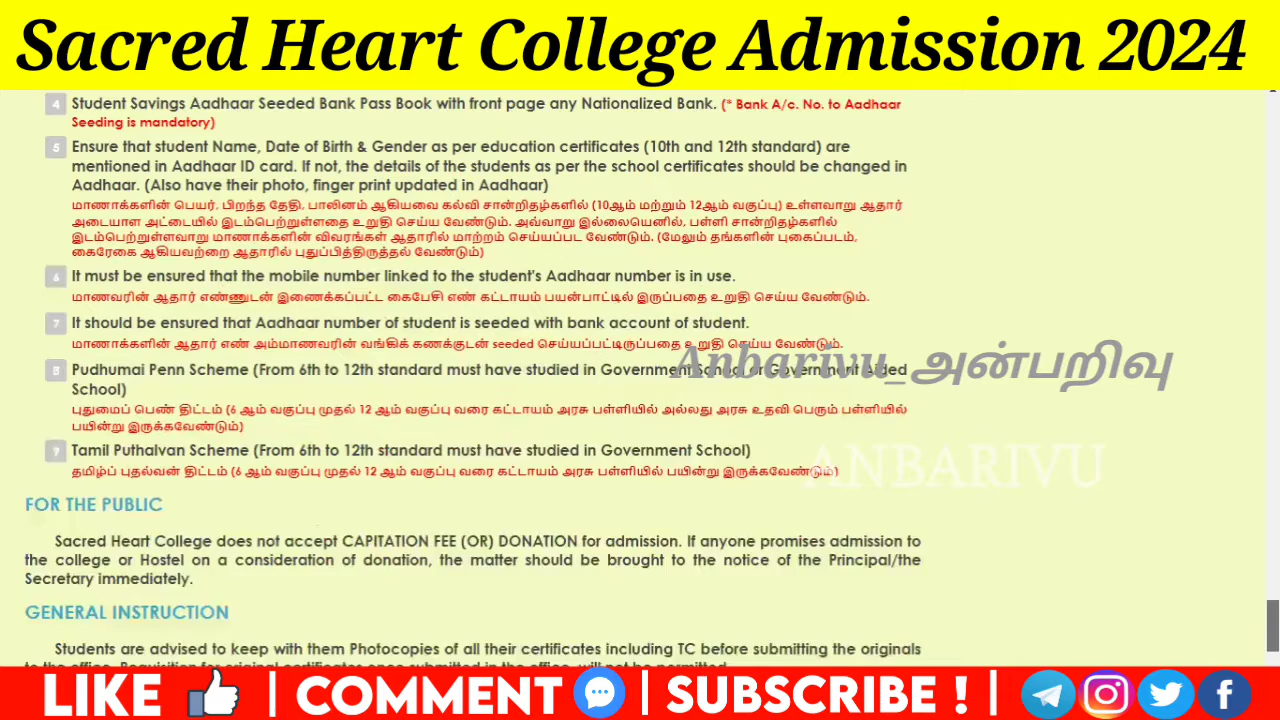 Sacred Heart College Admission 2024
4 Student Savings Aadhaar Seeded Bank Pass Book with front page any Nationalized Bank. (* Bank A/c. No. to Aadhaar
Seeding is mandatory)
5 Ensure that student Name, Date of Birth & Gender as per education certificates (10th and 12th standard) are
mentioned in Aadhaar ID card. If not, the details of the students as per the school certificates should be changed in
Aadhaar. (Also have their photo, finger print updated in Aadhaar)
மாணாக்களின் பெயர், பிறந்த தேதி, பாலினம் ஆகியவை கல்வி சான்றிதழ்களில் (10ஆம் மற்றும் 12ஆம் வகுப்பு) உள்ளவாறு ஆதார்
அடையாள அட்டையில் இடம்பெற்றுள்ளதை உறுதி செய்ய வேண்டும். அவ்வாறு இல்லையெனில், பள்ளி சான்றிதழ்களில்
இடம்பெற்றுள்ளவாறு மாணாக்களின் விவரங்கள் ஆதாரில் மாற்றம் செய்யப்பட வேண்டும். (மேலும் தங்களின் புகைப்படம்,
கைரேகை ஆகியவற்றை ஆதாரில் புதுப்பித்திருத்தல் வேண்டும்)
6 It must be ensured that the mobile number linked to the student's Aadhaar number is in use.
மாணவரின் ஆதார் எண்ணுடன் இணைக்கப்பட்ட கைபேசி எண் கட்டாயம் பயன்பாட்டில் இருப்பதை உறுதி செய்ய வேண்டும்.
7 It should be ensured that Aadhaar number of student is seeded with bank account of student.
மாணாக்களின் ஆதார் எண் அம்மாணவரின் வங்கிக் கணக்குடன் seeded செய்யப்பட்டிருப்பதை உறுதி செய்ய வேண்டும்.
Anbarivu_அன்பறிவு
8 Pudhumai Penn Scheme (From 6th to 12th standard must have studied in Government School or Government Aided
School)
புதுமைப் பெண் திட்டம் (6 ஆம் வகுப்பு முதல் 12 ஆம் வகுப்பு வரை கட்டாயம் அரசு பள்ளியில் அல்லது அரசு உதவி பெரும் பள்ளியில்
பயின்று இருக்கவேண்டும்)
9 Tamil Puthalvan Scheme (From 6th to 12th standard must have studied in Government School)
தமிழ்ப் புதல்வன் திட்டம் (6 ஆம் வகுப்பு முதல் 12 ஆம் வகுப்பு வரை கட்டாயம் அரசு பள்ளியில் பயின்று இருக்கவேண்டும்)
ANBARIVU
FOR THE PUBLIC
Sacred Heart College does not accept CAPITATION FEE (OR) DONATION for admission. If anyone promises admission to
the college or Hostel on a consideration of donation, the matter should be brought to the notice of the Principal/the
Secretary immediately.
GENERAL INSTRUCTION
Students are advised to keep with them Photocopies of all their certificates including TC before submitting the originals
to the office. Requisition for original certificates once submitted in the office, will not be permitted.
LIKE | COMMENT | SUBSCRIBE ! |